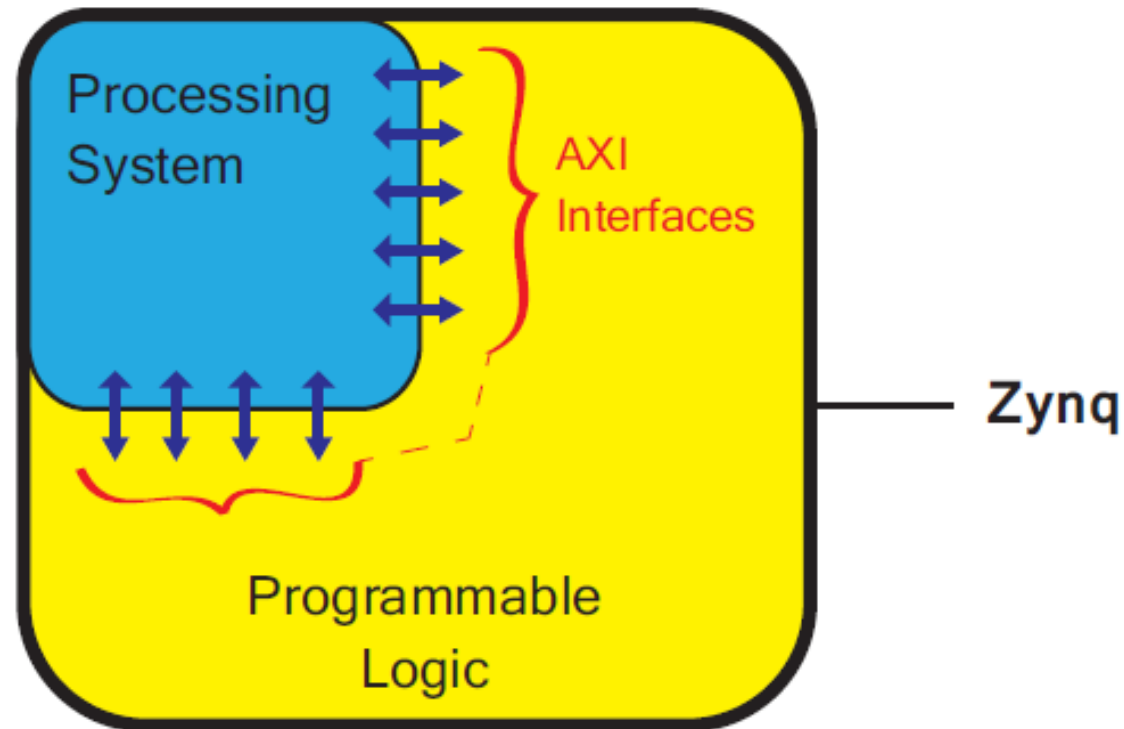 Processing
System
AXI
Interfaces
Zynq
Programmable
Logic